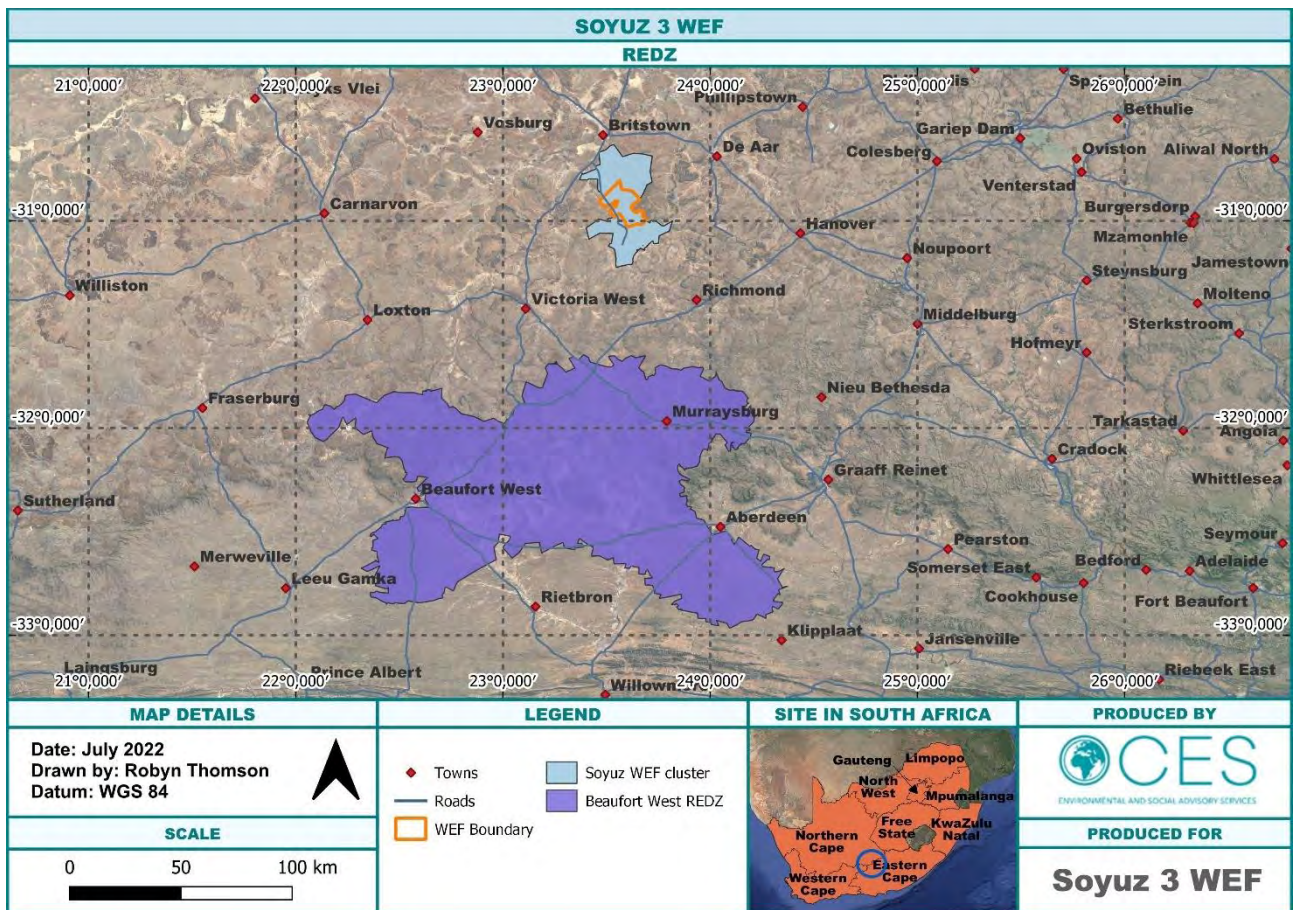 SOYUZ 3 WEF
REDZ
21°0,000'
22°0,000'
23°0,000'
24°0,000'
25°0,000'
26°0,000'
Vlei
Phillipstown
Bethulie
Vosburg
Britstown
Gariep Dam
De Aar
Colesberg
Oviston
Aliwal North
Venterstad
-31°0,000'
Carnarvon
Burgersdorp
-31°0,000'
Hanover
Mzamonhle
Noupoort
Jamestown
Steynsburg
Williston
Victoria West
Richmond
Molteno
Loxton
Middelburg
Sterkstroom
Hofmeyr
Nieu Bethesda
-32°0,000'
Fraserburg
Murraysburg
Tarkastad
-32°0,000'
Angola
Cradock
Graaff Reinet
Whittlesea
Sutherland
Beaufort West
Aberdeen
Seymour
Pearston
Merweville
Somerset East
Bedford
Adelaide
Leeu Gamka
Cookhouse
Fort Beaufort
Rietbron
-33°0,000'
Klipplaat
Jansenville
-33°0,000'
Laingsburg
Prince Albert
Riebeek East
21°0,000'
22°0,000'
23°0,000'
24°0,000'
25°0,000'
26°0,000'
MAP DETAILS
Date: July 2022
Drawn by: Robyn Thomson
Datum: WGS 84
SCALE
0 50 100 km
LEGEND
Towns
Roads
WEF Boundary
Soyuz WEF cluster
Beaufort West REDZ
SITE IN SOUTH AFRICA
Gauteng
Limpopo
North West
Mpumalanga
Free State
KwaZulu Natal
Northern Cape
Eastern Cape
Western Cape
PRODUCED BY
CES
ENVIRONMENTAL AND SOCIAL ADVISORY SERVICES
PRODUCED FOR
Soyuz 3 WEF